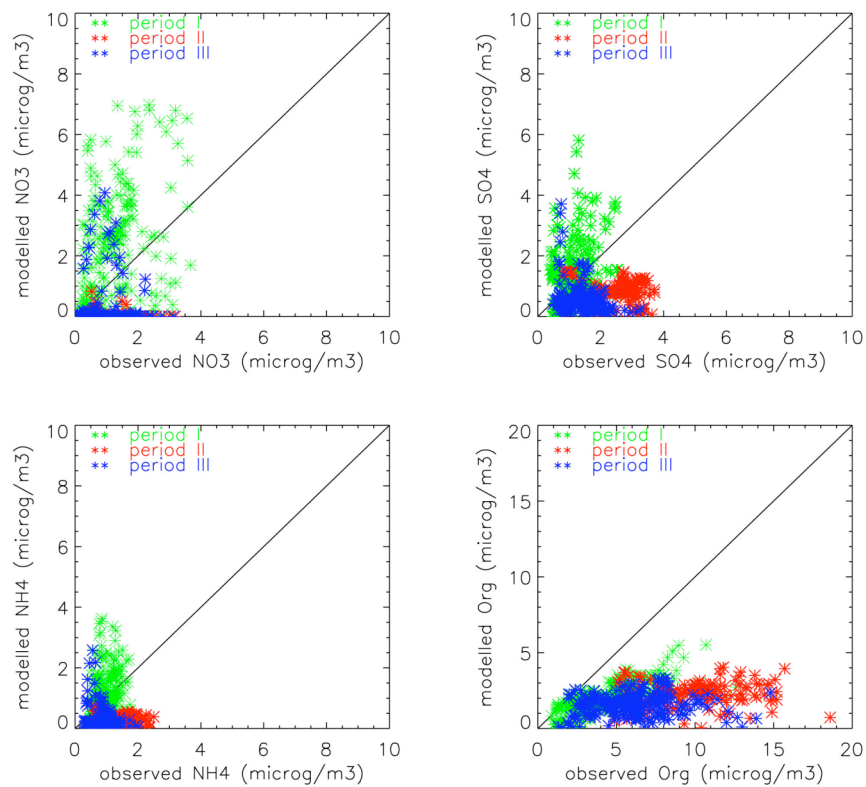 10
8
6
4
2
0
** period I
** period II
** period III
modelled NO3 (microg/m3)
0 2 4 6 8 10
observed NO3 (microg/m3)
10
8
6
4
2
0
** period I
** period II
** period III
modelled SO4 (microg/m3)
0 2 4 6 8 10
observed SO4 (microg/m3)
10
8
6
4
2
0
** period I
** period II
** period III
modelled NH4 (microg/m3)
0 2 4 6 8 10
observed NH4 (microg/m3)
20
15
10
5
0
** period I
** period II
** period III
modelled Org (microg/m3)
0 5 10 15 20
observed Org (microg/m3)